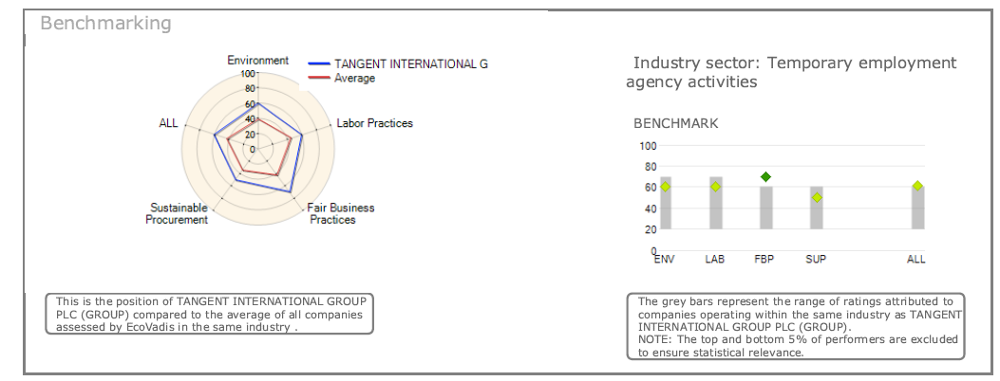 Benchmarking
Environment
100
80
60
40
20
0
TANGENT INTERNATIONAL G
Average
ALL
Labor Practices
Sustainable
Procurement
Fair Business
Practices
This is the position of TANGENT INTERNATIONAL GROUP
PLC (GROUP) compared to the average of all companies
assessed by EcoVadis in the same industry .
Industry sector: Temporary employment
agency activities
BENCHMARK
100
80
60
40
20
0
ENV LAB FBP SUP ALL
The grey bars represent the range of ratings attributed to
companies operating within the same industry as TANGENT
INTERNATIONAL GROUP PLC (GROUP).
NOTE: The top and bottom 5% of performers are excluded
to ensure statistical relevance.